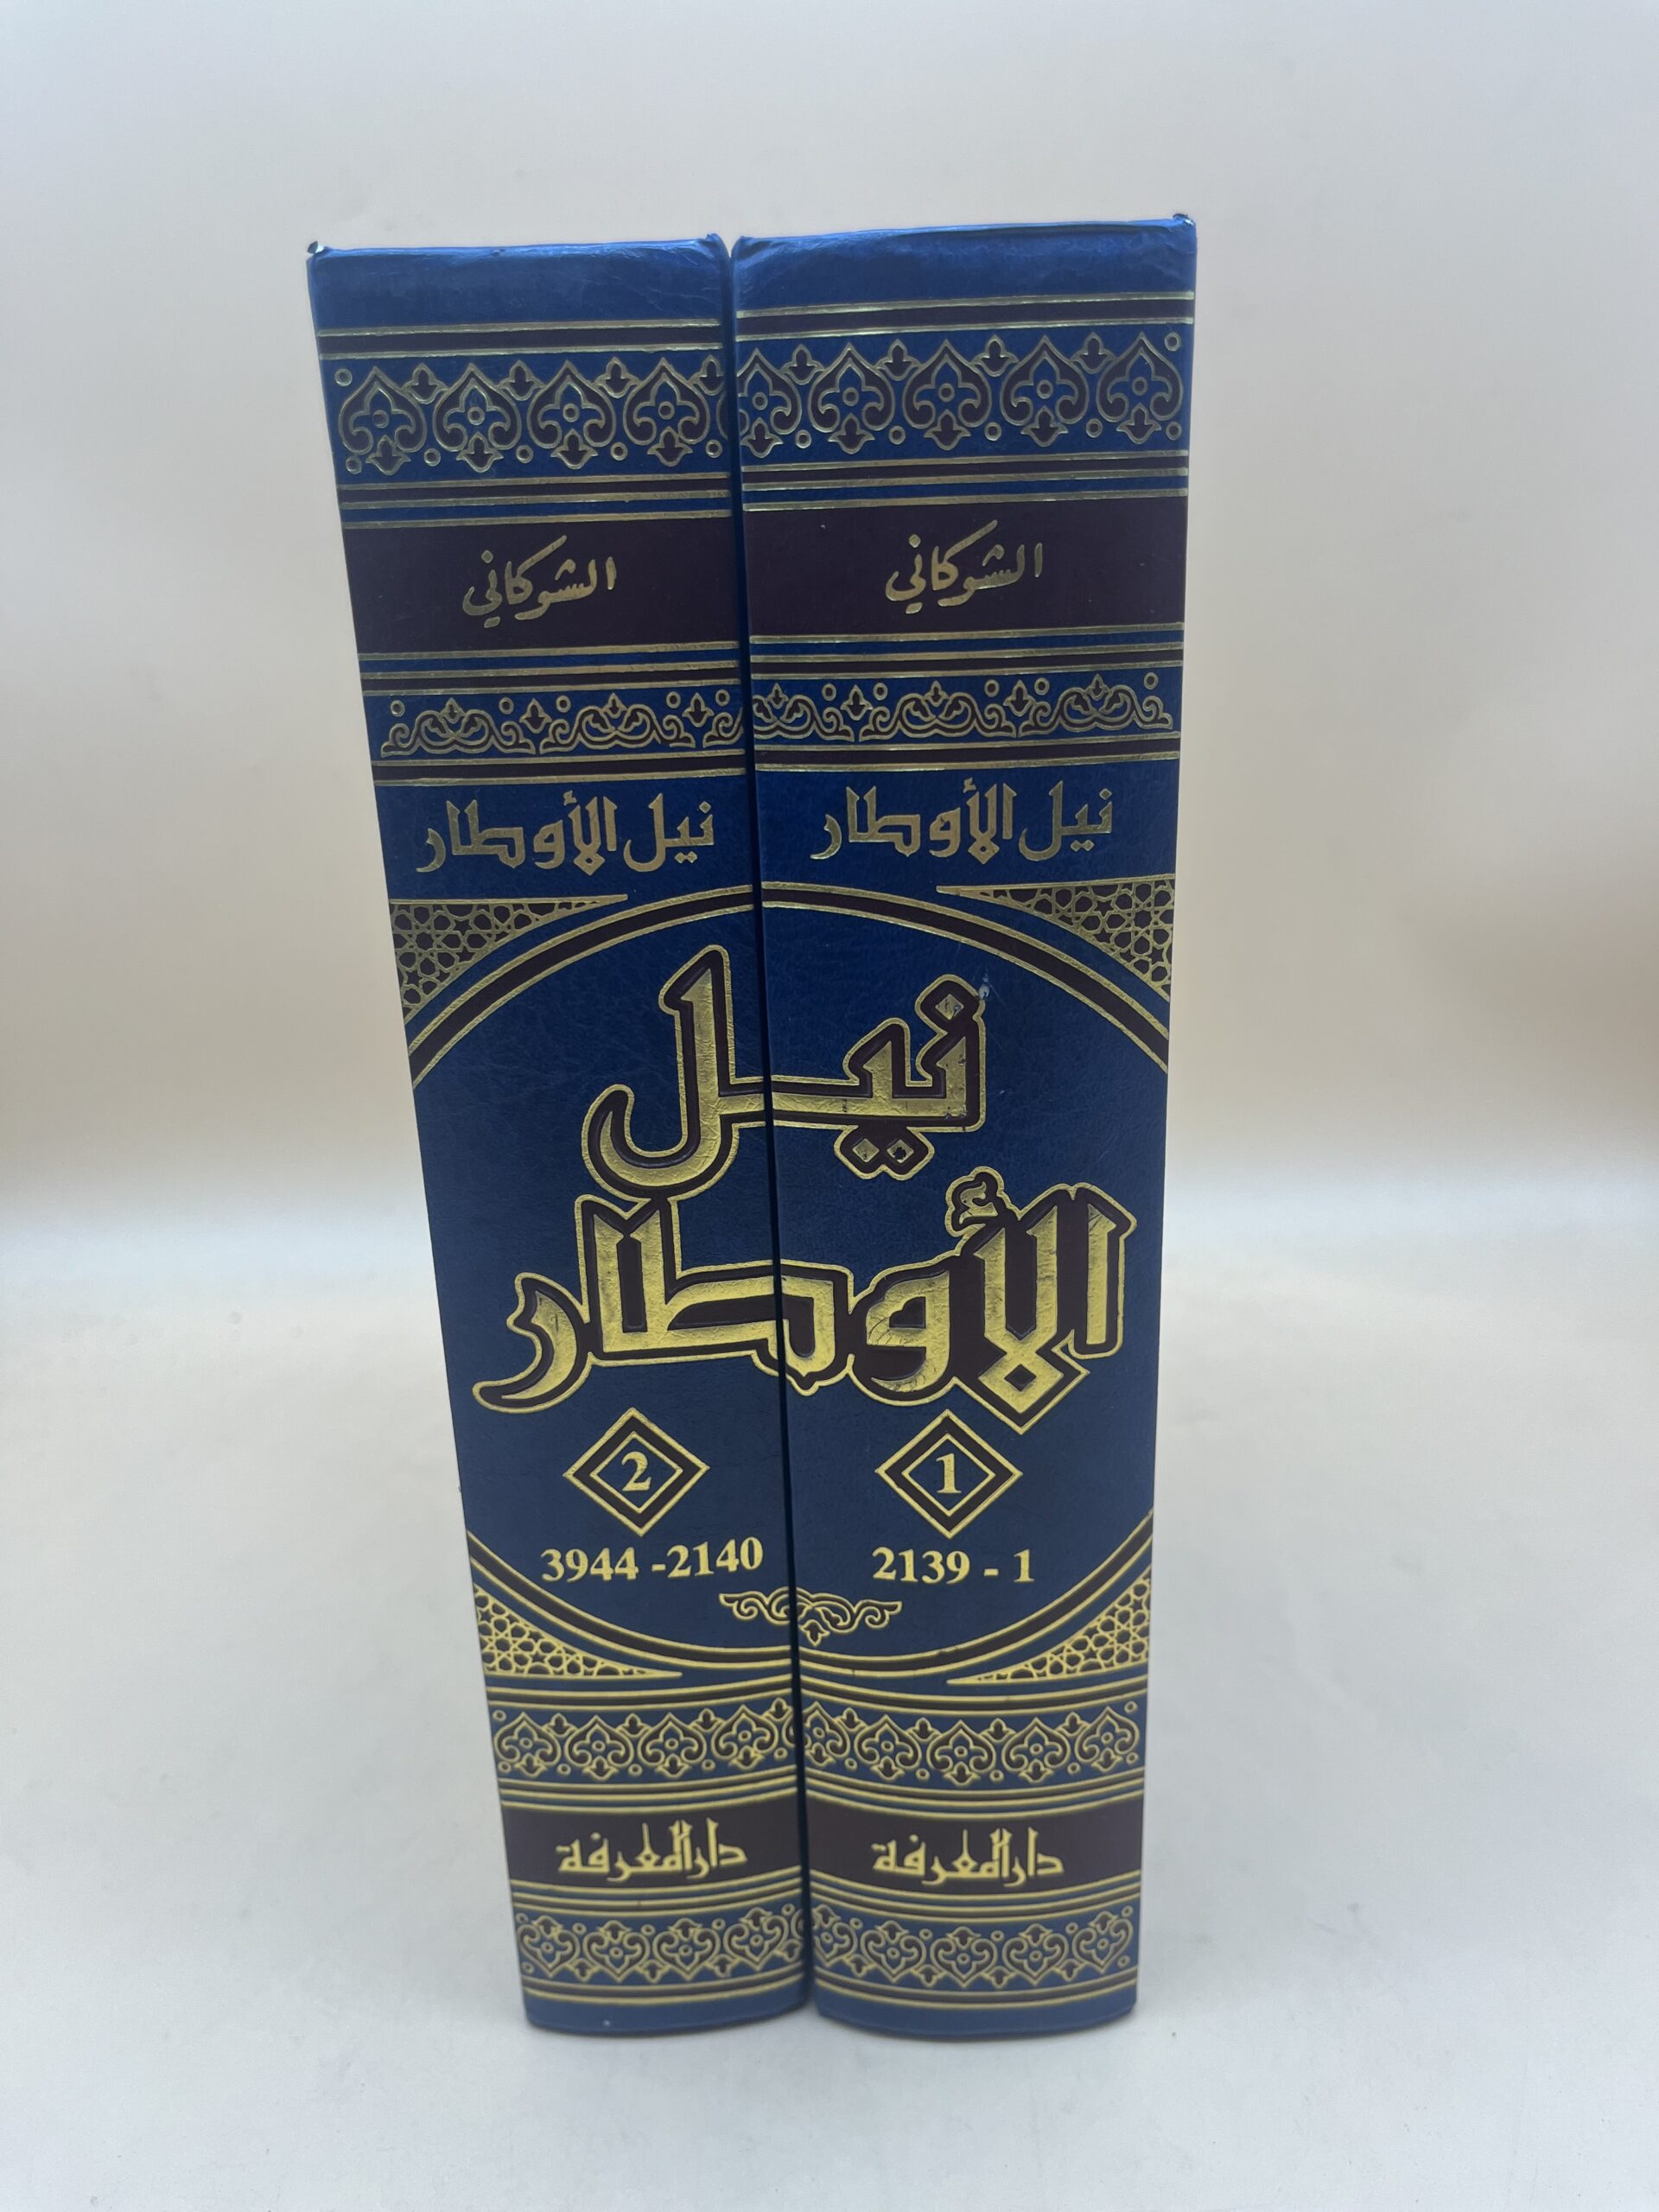 الشوكاني
نيل الأوطار
الشوكاني
نيل الأوطار
نيل
الأوطار
1
1 - 2139
2
2140- 3944
دار المعرفة
دار المعرفة